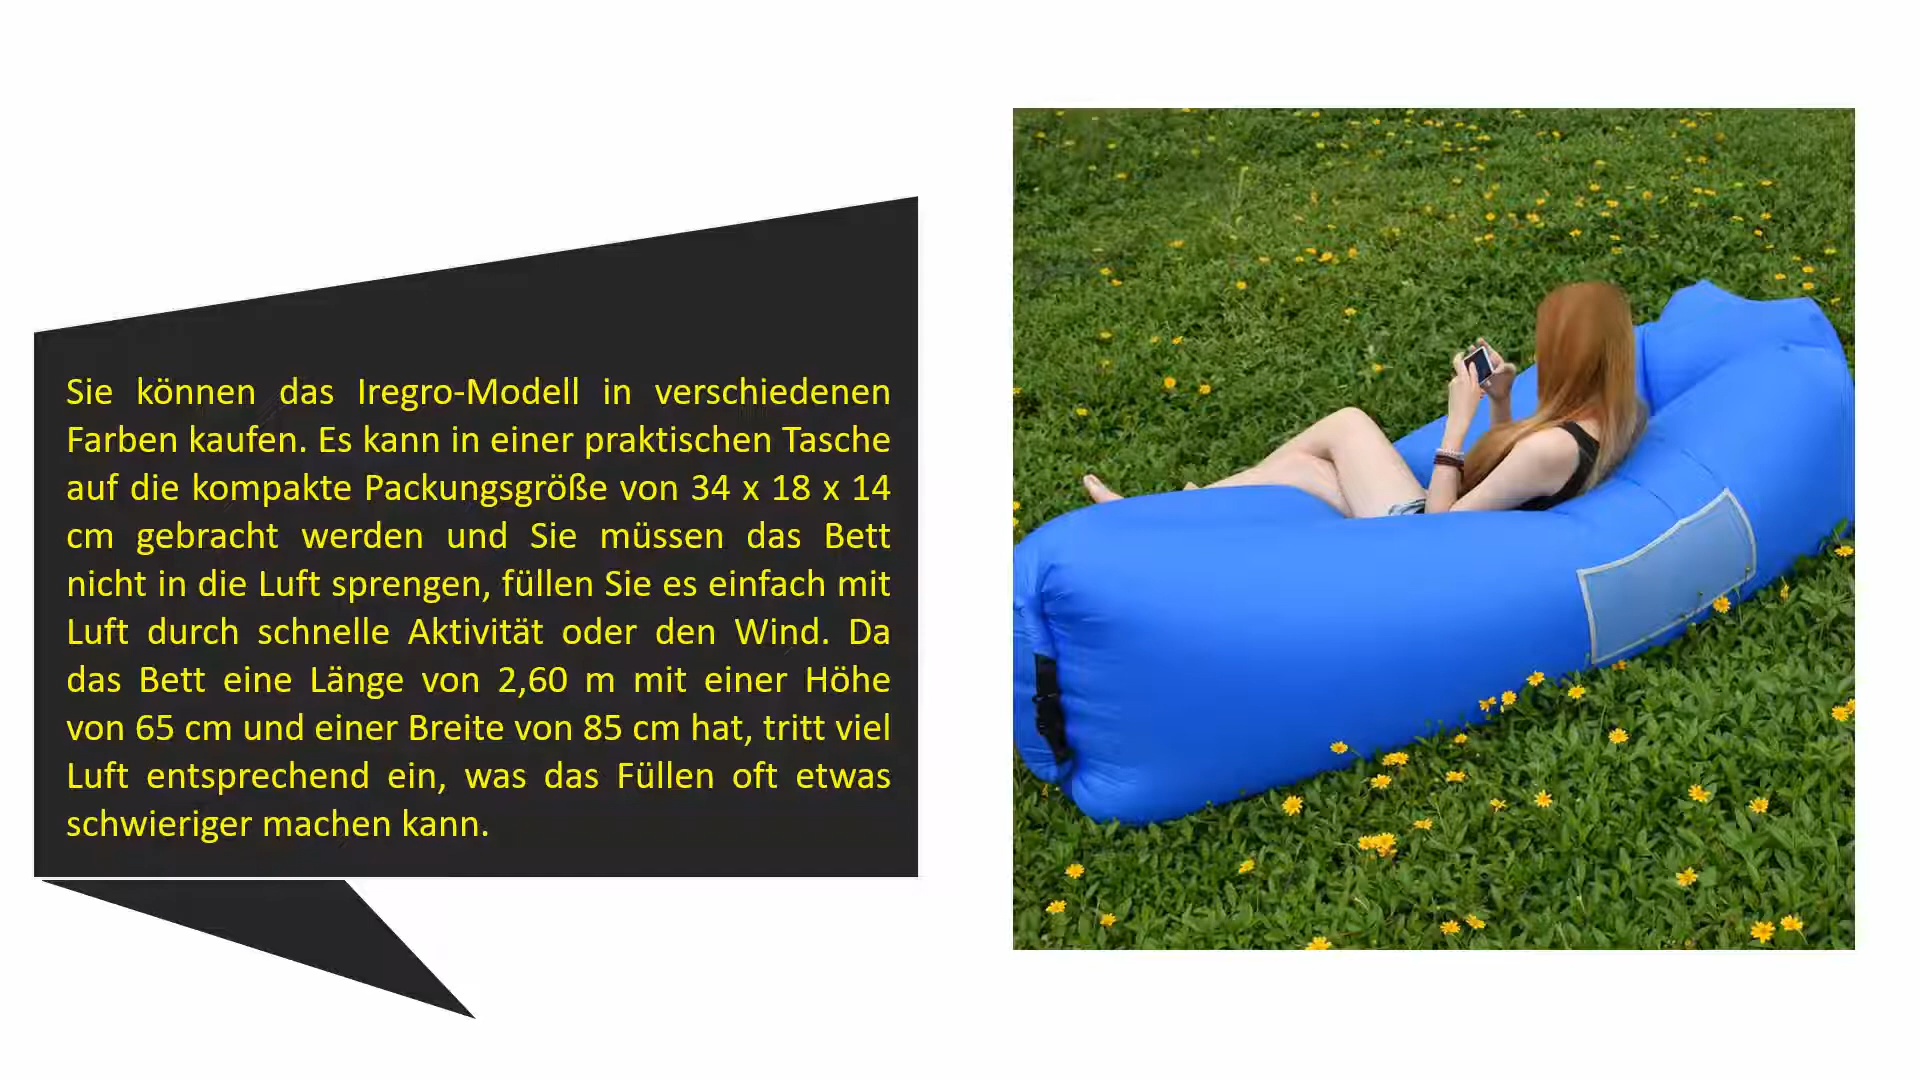 Sie können das Iregro-Modell in verschiedenen
Farben kaufen. Es kann in einer praktischen Tasche
auf die kompakte Packungsgröße von 34 x 18 x 14
cm gebracht werden und Sie müssen das Bett
nicht in die Luft sprengen, füllen Sie es einfach mit
Luft durch schnelle Aktivität oder den Wind. Da
das Bett eine Länge von 2,60 m mit einer Höhe
von 65 cm und einer Breite von 85 cm hat, tritt viel
Luft entsprechend ein, was das Füllen oft etwas
schwieriger machen kann.